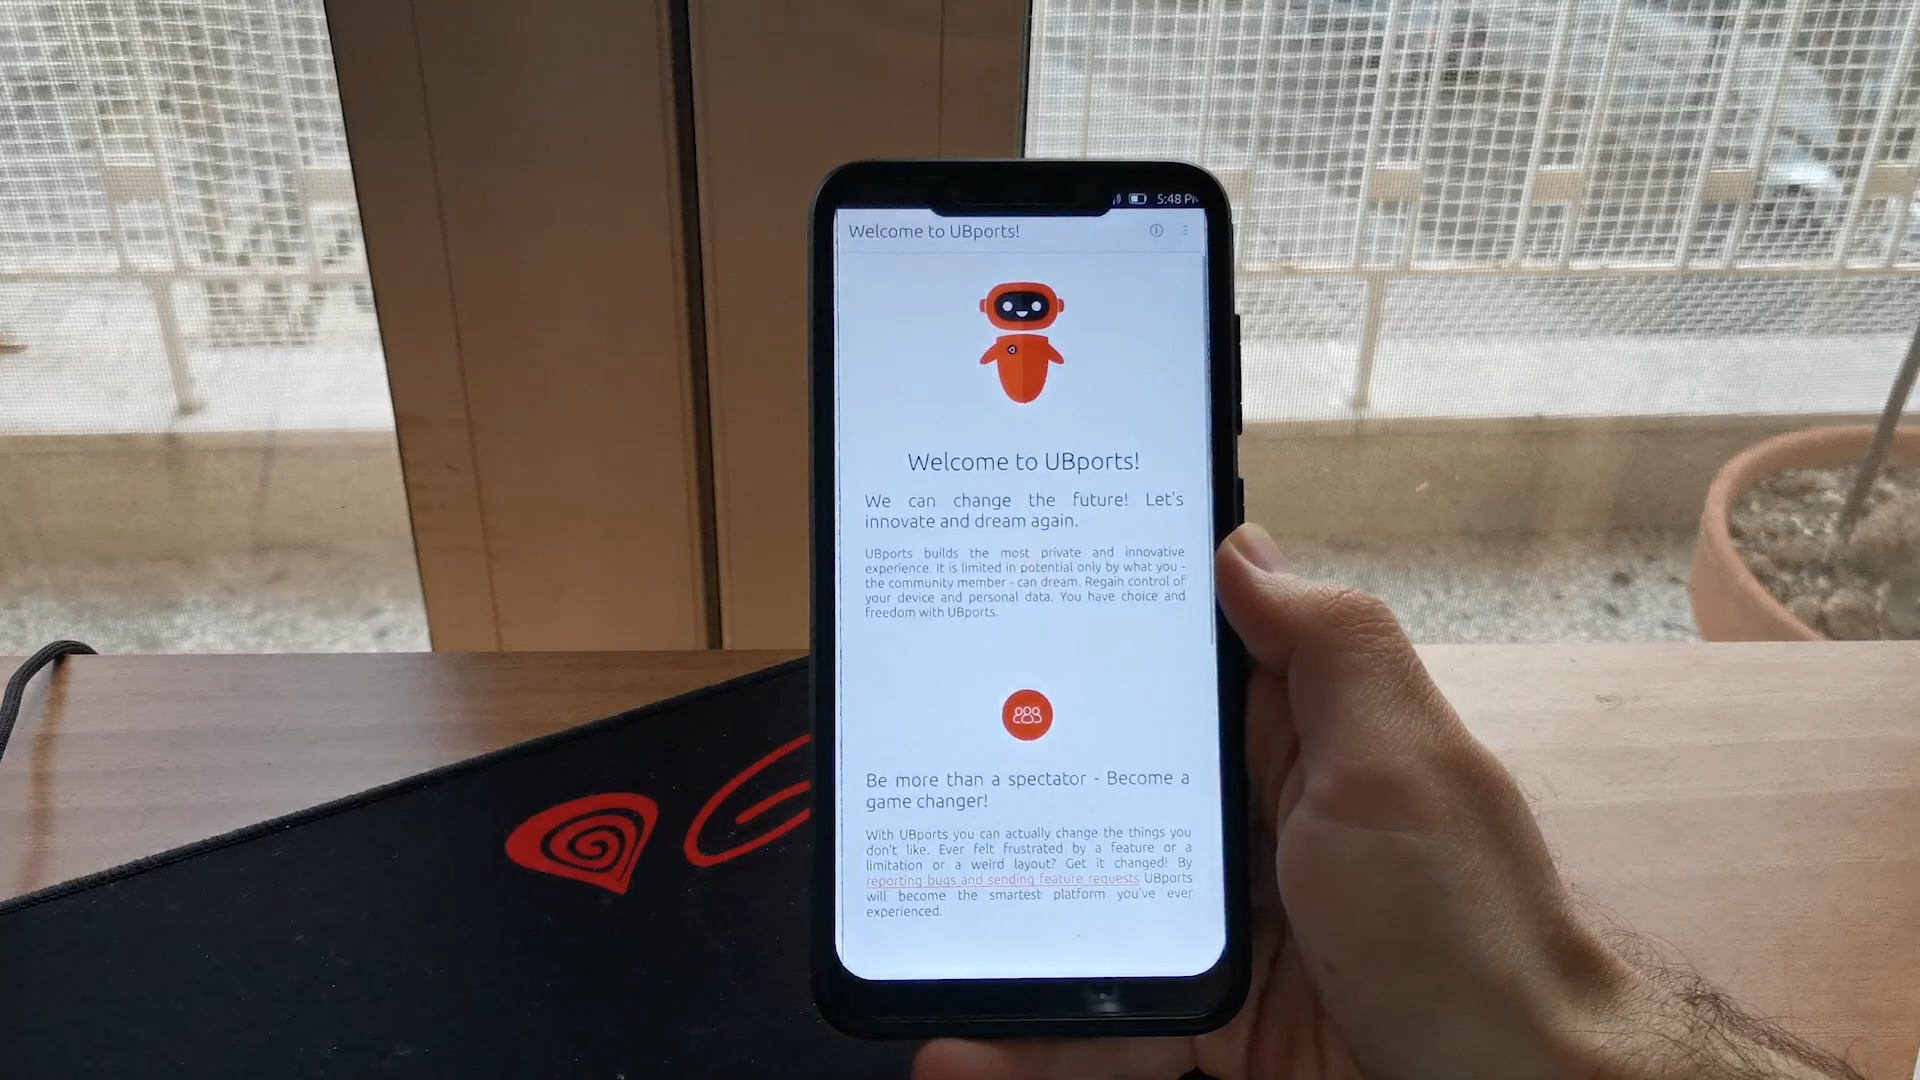 5:48 PM
Welcome to UBports!
Welcome to UBports!
We can change the future! Let's
innovate and dream again.
UBports builds the most private and innovative
experience. It is limited in potential only by what you -
the community member - can dream. Regain control of
your device and personal data. You have choice and
freedom with UBports.
Be more than a spectator - Become a
game changer!
With UBports you can actually change the things you
don't like. Ever felt frustrated by a feature or a
limitation or a weird layout? Get it changed! By
reporting bugs and sending feature requests UBports
will become the smartest platform you've ever
experienced.